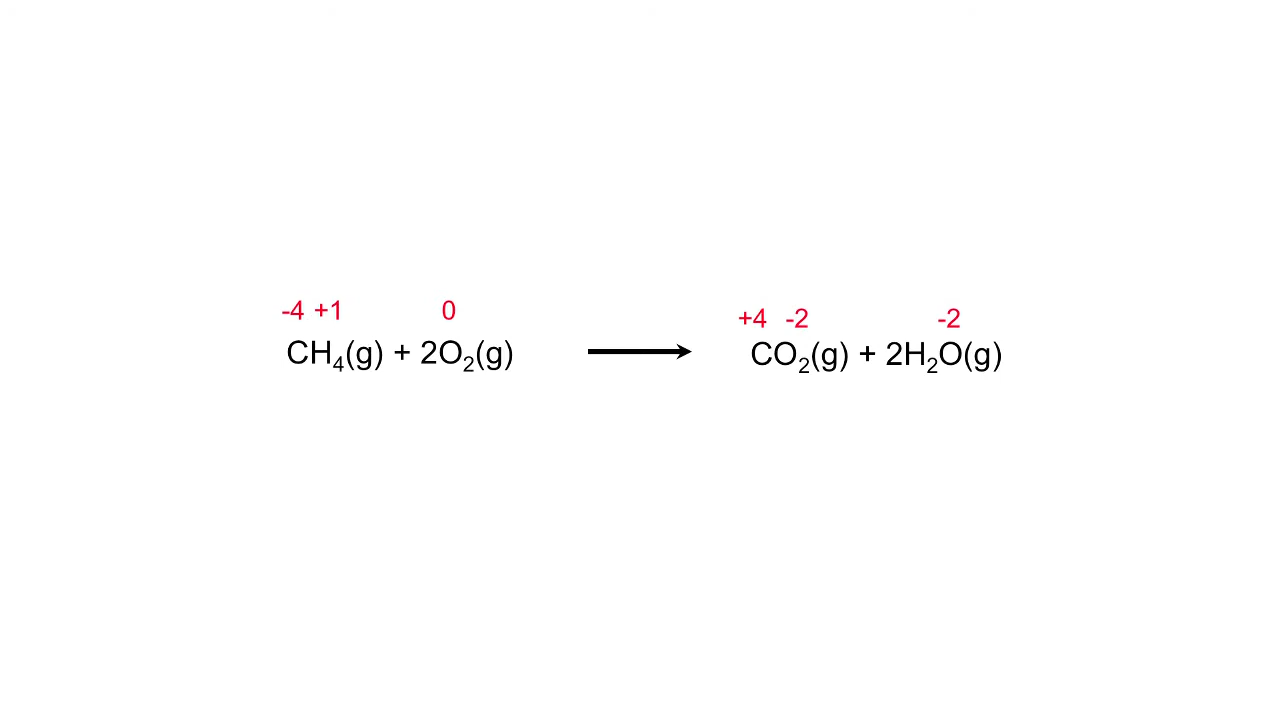 -4 +1 0 +4 -2 -2
CH₄(g) + 2O₂(g) ⟶ CO₂(g) + 2H₂O(g)